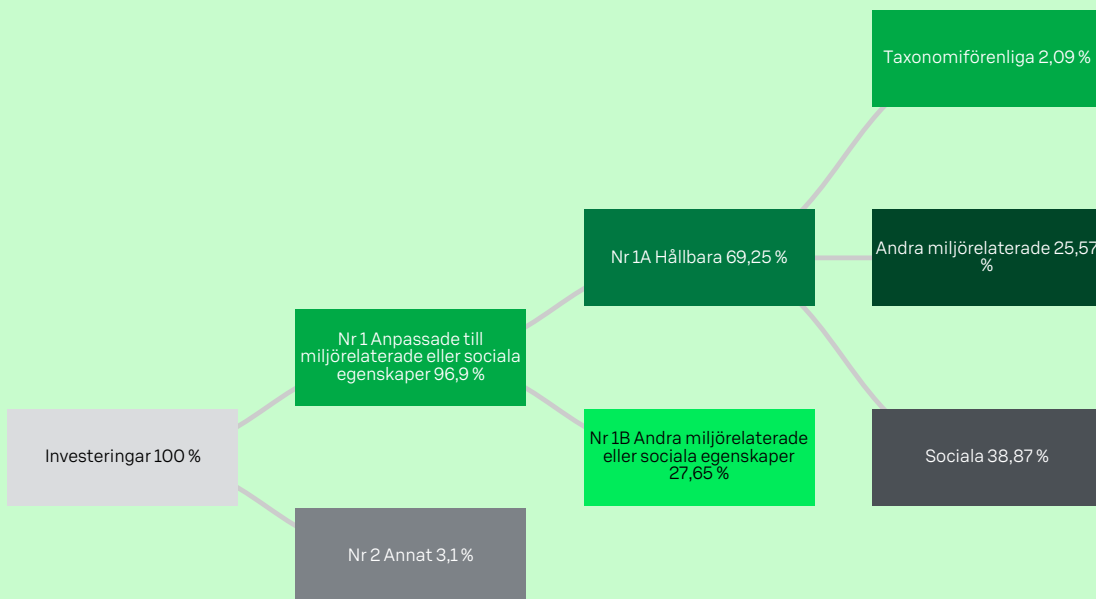 Taxonomiförenliga 2,09 %
Nr 1A Hållbara 69,25 %
Andra miljörelaterade 25,57
%
Nr 1 Anpassade till
miljörelaterade eller sociala
egenskaper 96,9 %
Investeringar 100 %
Nr 1B Andra miljörelaterade
eller sociala egenskaper
27,65 %
Sociala 38,87 %
Nr 2 Annat 3,1 %